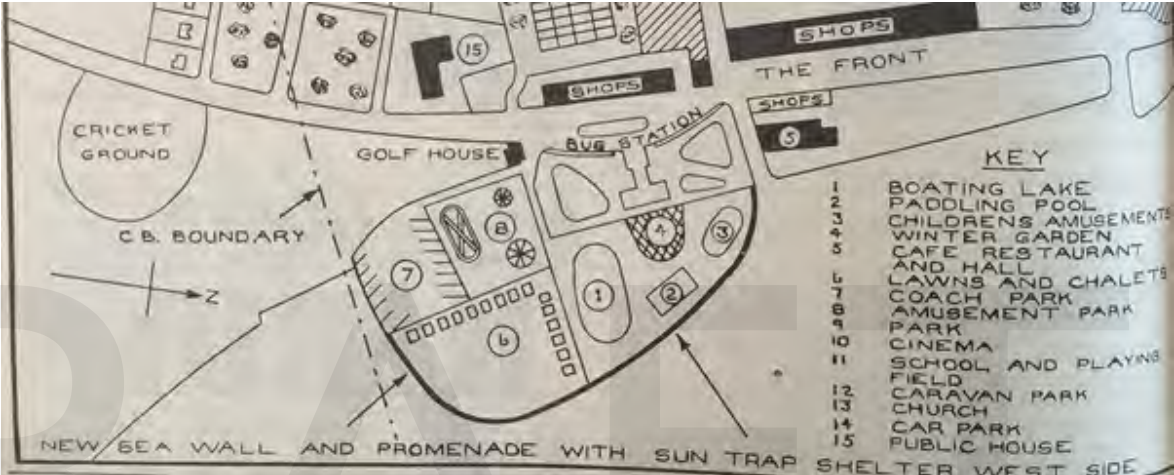 SHOPS
15
THE FRONT
SHOPS
SHOPS
CRICKET
GROUND
GOLF HOUSE
BUS STATION
5
C.B. BOUNDARY
8
4
3
7
Z
1
2
6
KEY
1 BOATING LAKE
2 PADDLING POOL
3 CHILDRENS AMUSEMENTS
4 WINTER GARDEN
5 CAFE RESTAURANT
AND HALL
6 LAWNS AND CHALETS
7 COACH PARK
8 AMUSEMENT PARK
9 PARK
10 CINEMA
11 SCHOOL AND PLAYING
FIELD
12 CARAVAN PARK
13 CHURCH
14 CAR PARK
15 PUBLIC HOUSE
NEW SEA WALL AND PROMENADE WITH SUN TRAP SHELTER WEST SIDE